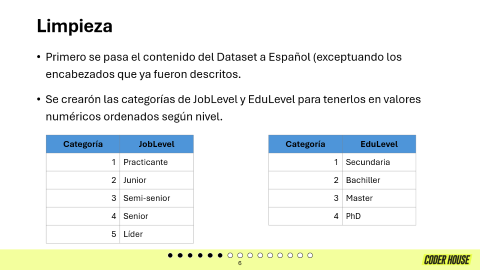 Limpieza
• Primero se pasa el contenido del Dataset a Español (exceptuando los
encabezados que ya fueron descritos.
• Se crearón las categorías de JobLevel y EduLevel para tenerlos en valores
numéricos ordenados según nivel.
Categoría JobLevel
1 Practicante
2 Junior
3 Semi-senior
4 Senior
5 Líder
Categoría EduLevel
1 Secundaria
2 Bachiller
3 Master
4 PhD
6
CODER HOUSE